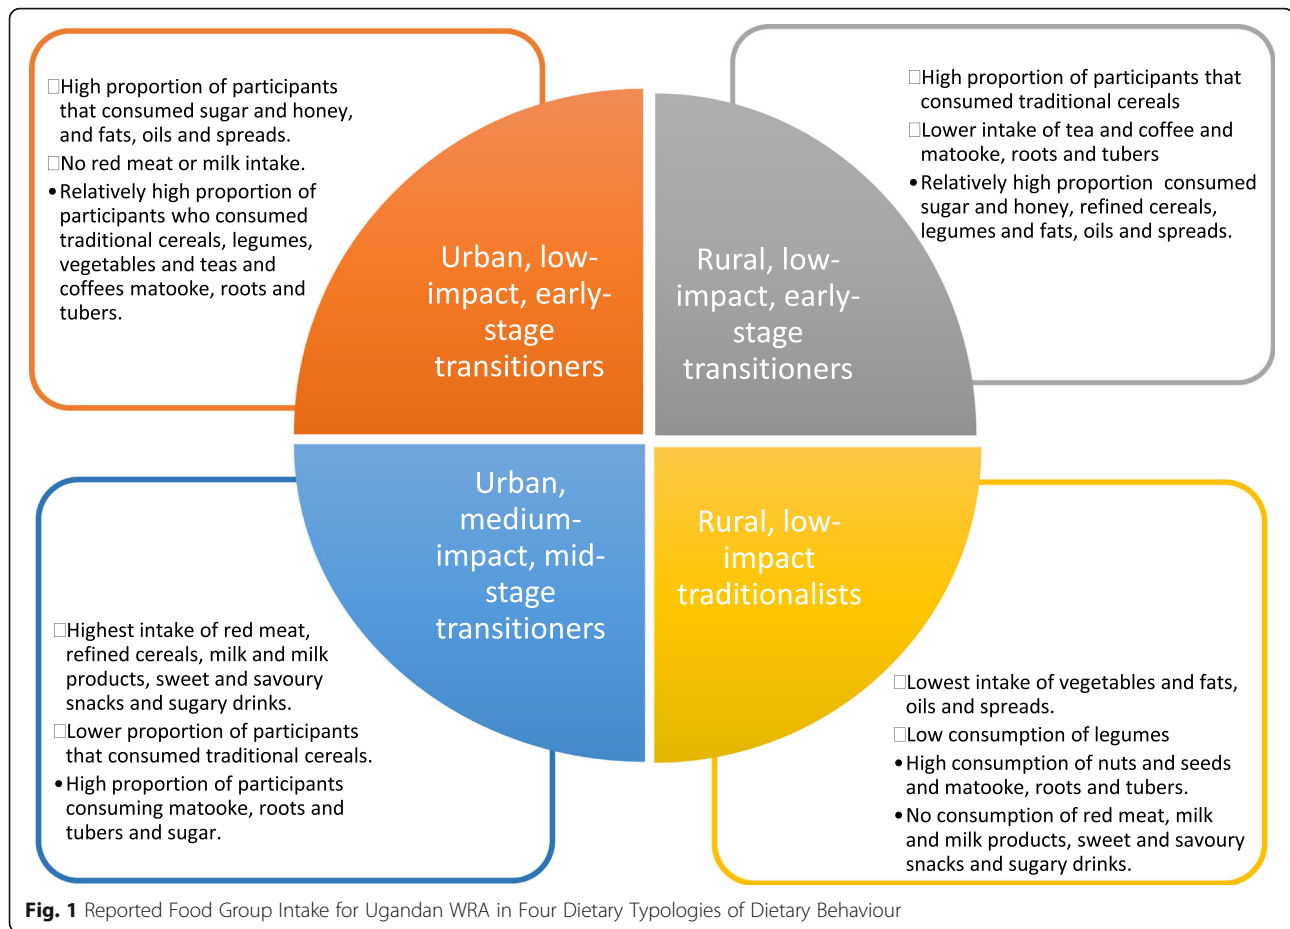 □High proportion of participants
that consumed sugar and honey,
and fats, oils and spreads.
□No red meat or milk intake.
•Relatively high proportion of
participants who consumed
traditional cereals, legumes,
vegetables and teas and
coffees matooke, roots and
tubers.
□High proportion of participants that
consumed traditional cereals
□Lower intake of tea and coffee and
matooke, roots and tubers
•Relatively high proportion consumed
sugar and honey, refined cereals,
legumes and fats, oils and spreads.
Urban, low-
impact, early-
stage
transitioners
Rural, low-
impact, early-
stage
transitioners
Urban,
medium-
impact, mid-
stage
transitioners
Rural, low-
impact
traditionalists
□Highest intake of red meat,
refined cereals, milk and milk
products, sweet and savoury
snacks and sugary drinks.
□Lower proportion of participants
that consumed traditional cereals.
•High proportion of participants
consuming matooke, roots and
tubers and sugar.
□Lowest intake of vegetables and fats,
oils and spreads.
□Low consumption of legumes
•High consumption of nuts and seeds
and matooke, roots and tubers.
•No consumption of red meat, milk
and milk products, sweet and savoury
snacks and sugary drinks.
Fig. 1 Reported Food Group Intake for Ugandan WRA in Four Dietary Typologies of Dietary Behaviour